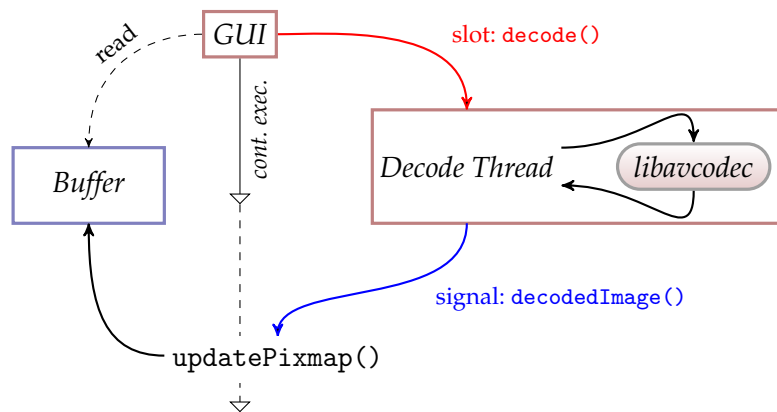 GUI
read
slot: decode()
cont. exec.
Buffer
Decode Thread
libavcodec
signal: decodedImage()
updatePixmap()